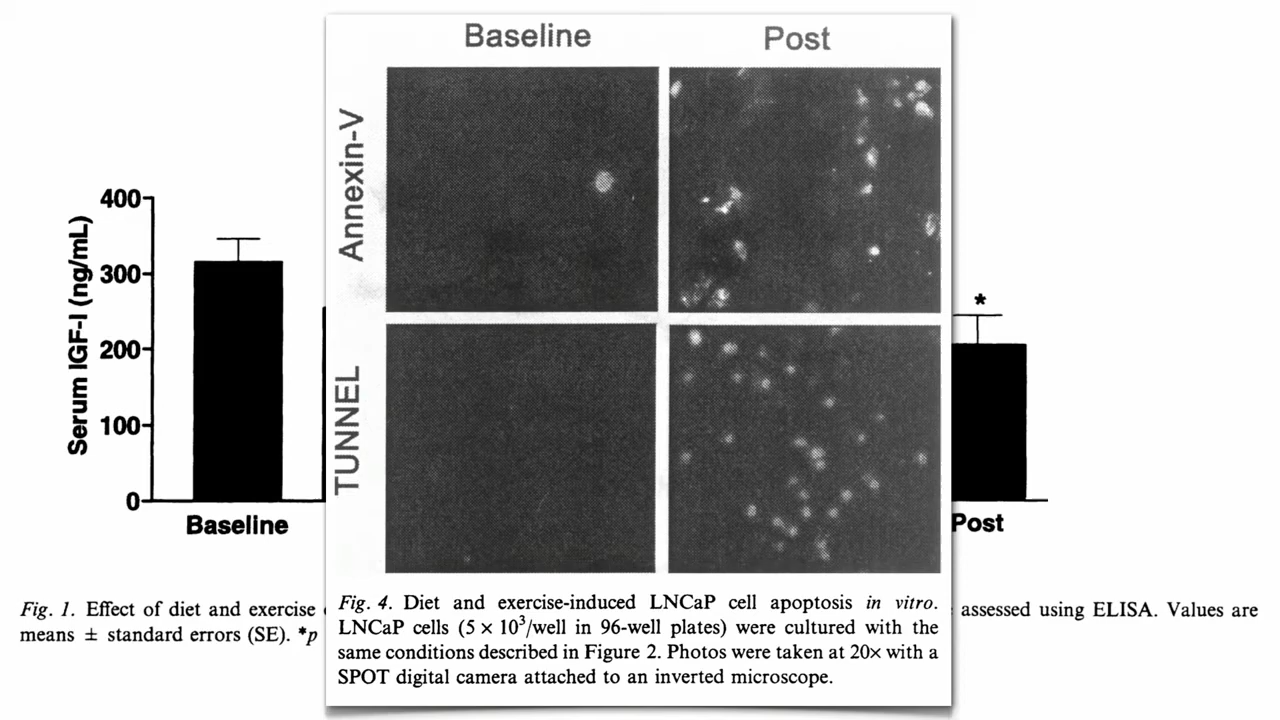 Baseline
Post
Annexin-V
TUNNEL
400
300
200
100
0
Serum IGF-I (ng/mL)
Baseline
*
Post
Fig. 1. Effect of diet and exercise
assessed using ELISA. Values are
means ± standard errors (SE). *p
Fig. 4. Diet and exercise-induced LNCaP cell apoptosis in vitro.
LNCaP cells (5 × 10³/well in 96-well plates) were cultured with the
same conditions described in Figure 2. Photos were taken at 20× with a
SPOT digital camera attached to an inverted microscope.